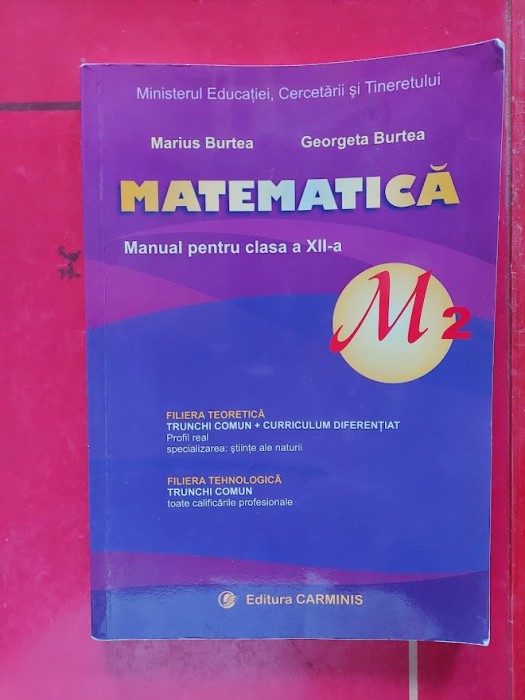 Ministerul Educației, Cercetării și Tineretului
Marius Burtea Georgeta Burtea
MATEMATICĂ
Manual pentru clasa a XII-a
M2
FILIERA TEORETICĂ
TRUNCHI COMUN + CURRICULUM DIFERENȚIAT
Profil real
specializarea: științe ale naturii
FILIERA TEHNOLOGICĂ
TRUNCHI COMUN
toate calificările profesionale
Editura CARMINIS